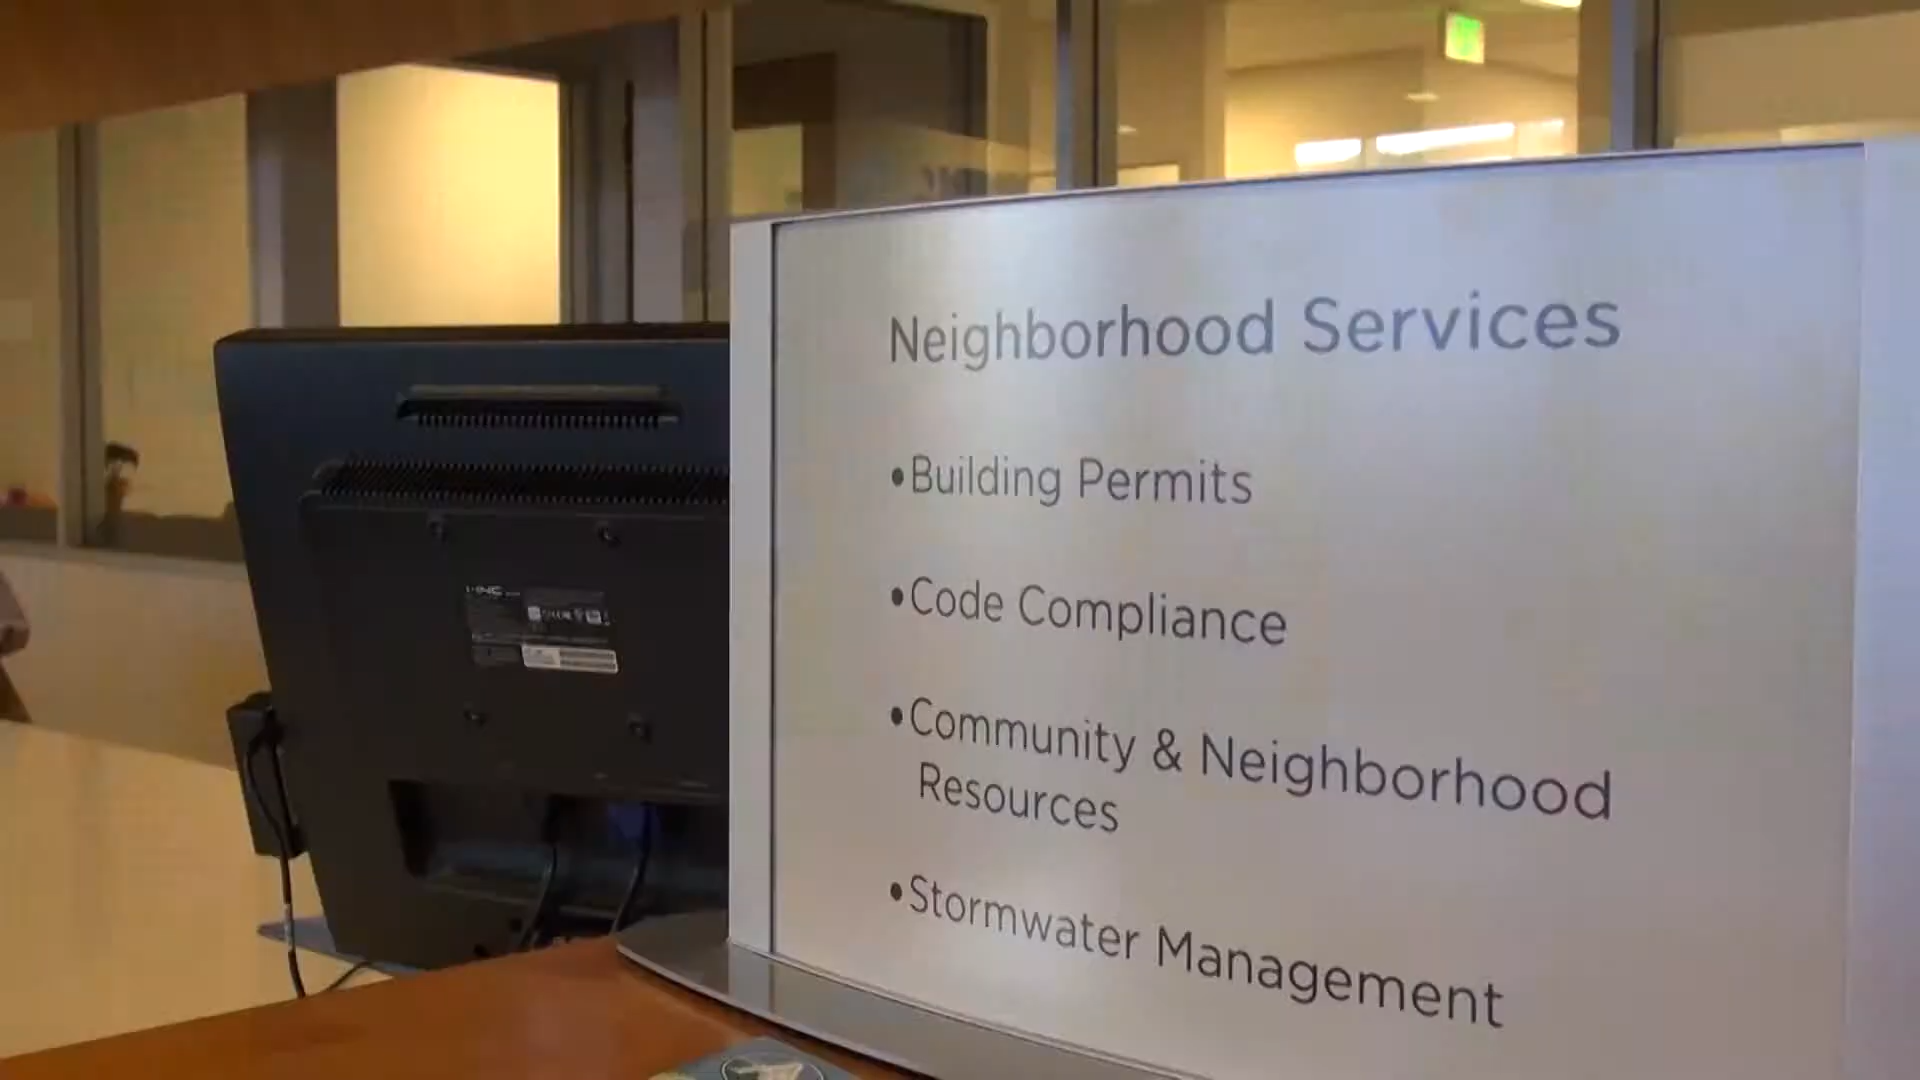 Neighborhood Services
•Building Permits
•Code Compliance
•Community & Neighborhood
Resources
•Stormwater Management